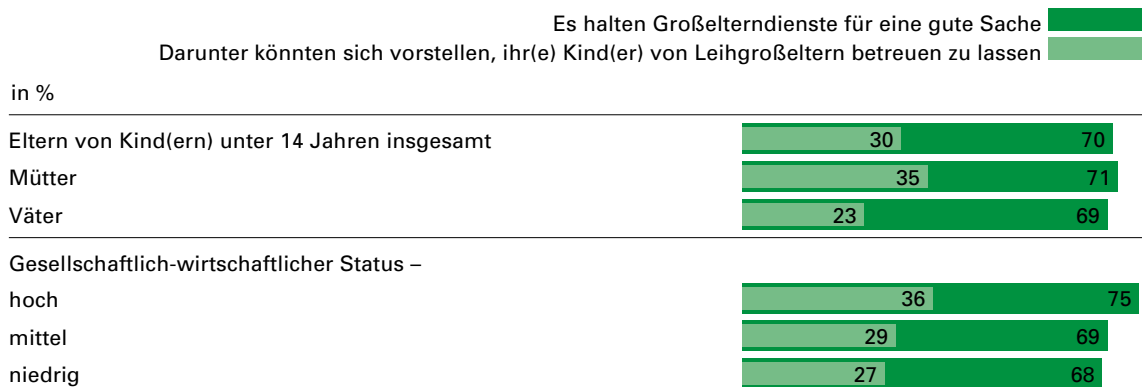 Es halten Großelterndienste für eine gute Sache
Darunter könnten sich vorstellen, ihr(e) Kind(er) von Leihgroßeltern betreuen zu lassen
in %
Eltern von Kind(ern) unter 14 Jahren insgesamt 30 70
Mütter 35 71
Väter 23 69
Gesellschaftlich-wirtschaftlicher Status –
hoch 36 75
mittel 29 69
niedrig 27 68